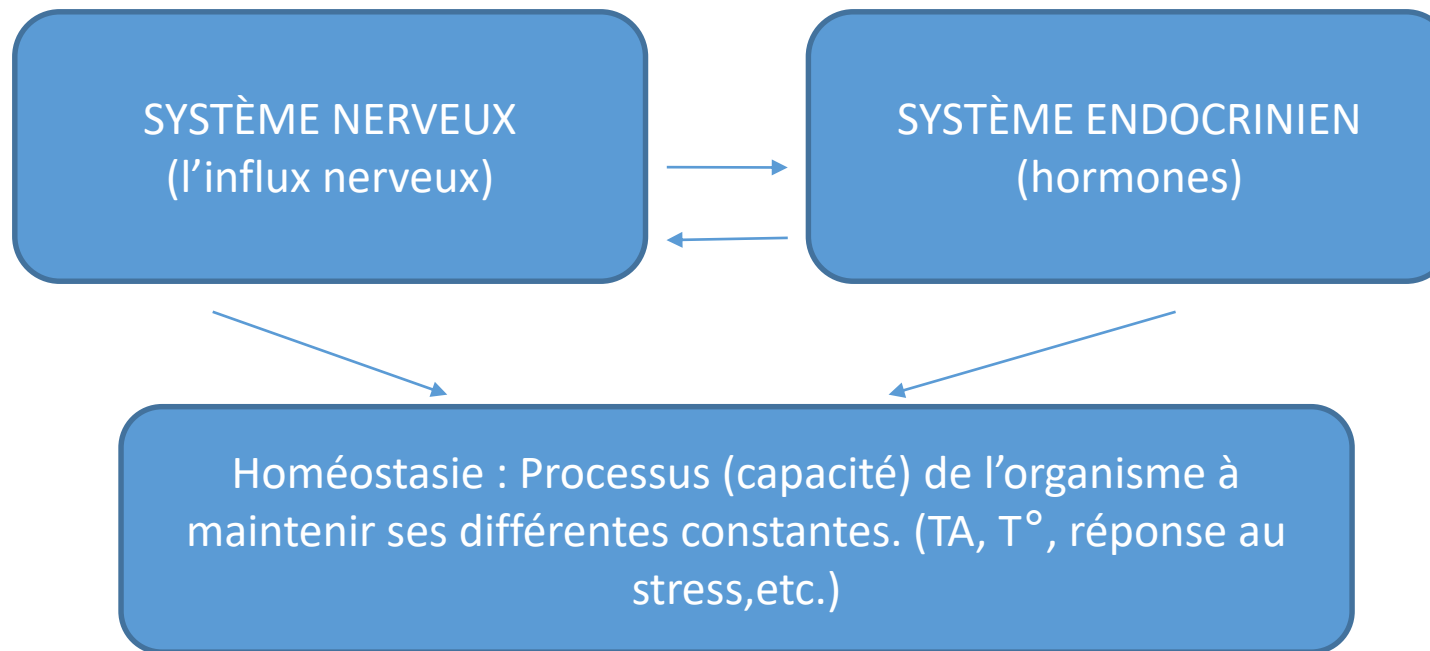 SYSTÈME NERVEUX
(l’influx nerveux)
SYSTÈME ENDOCRINIEN
(hormones)
Homéostasie : Processus (capacité) de l’organisme à
maintenir ses différentes constantes. (TA, T°, réponse au
stress,etc.)